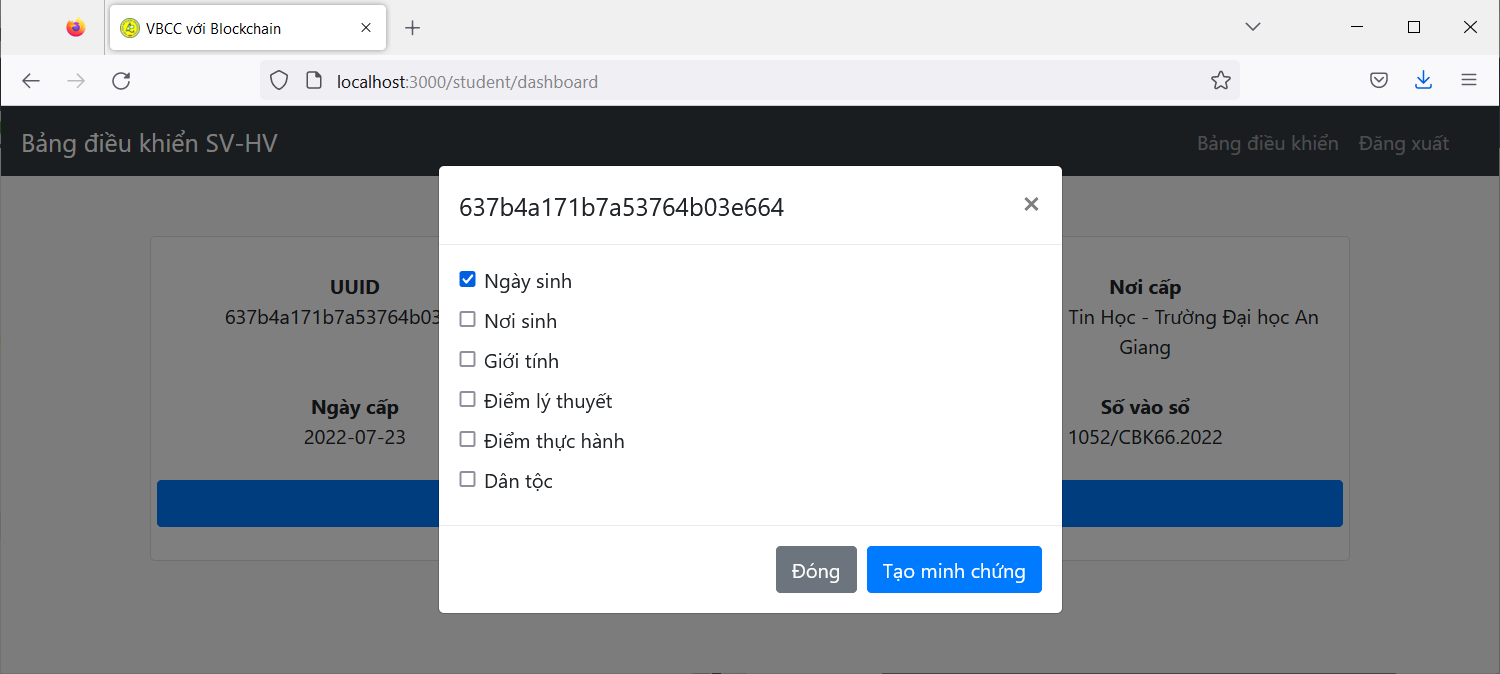 VBCC với Blockchain
localhost:3000/student/dashboard
Bảng điều khiển SV-HV
Bảng điều khiển
Đăng xuất
637b4a171b7a53764b03e664
Ngày sinh
Nơi sinh
Giới tính
Điểm lý thuyết
Điểm thực hành
Dân tộc
Đóng
Tạo minh chứng
UUID
637b4a171b7a53764b03
Nơi cấp
Tin Học - Trường Đại học An
Giang
Ngày cấp
2022-07-23
Số vào sổ
1052/CBK66.2022